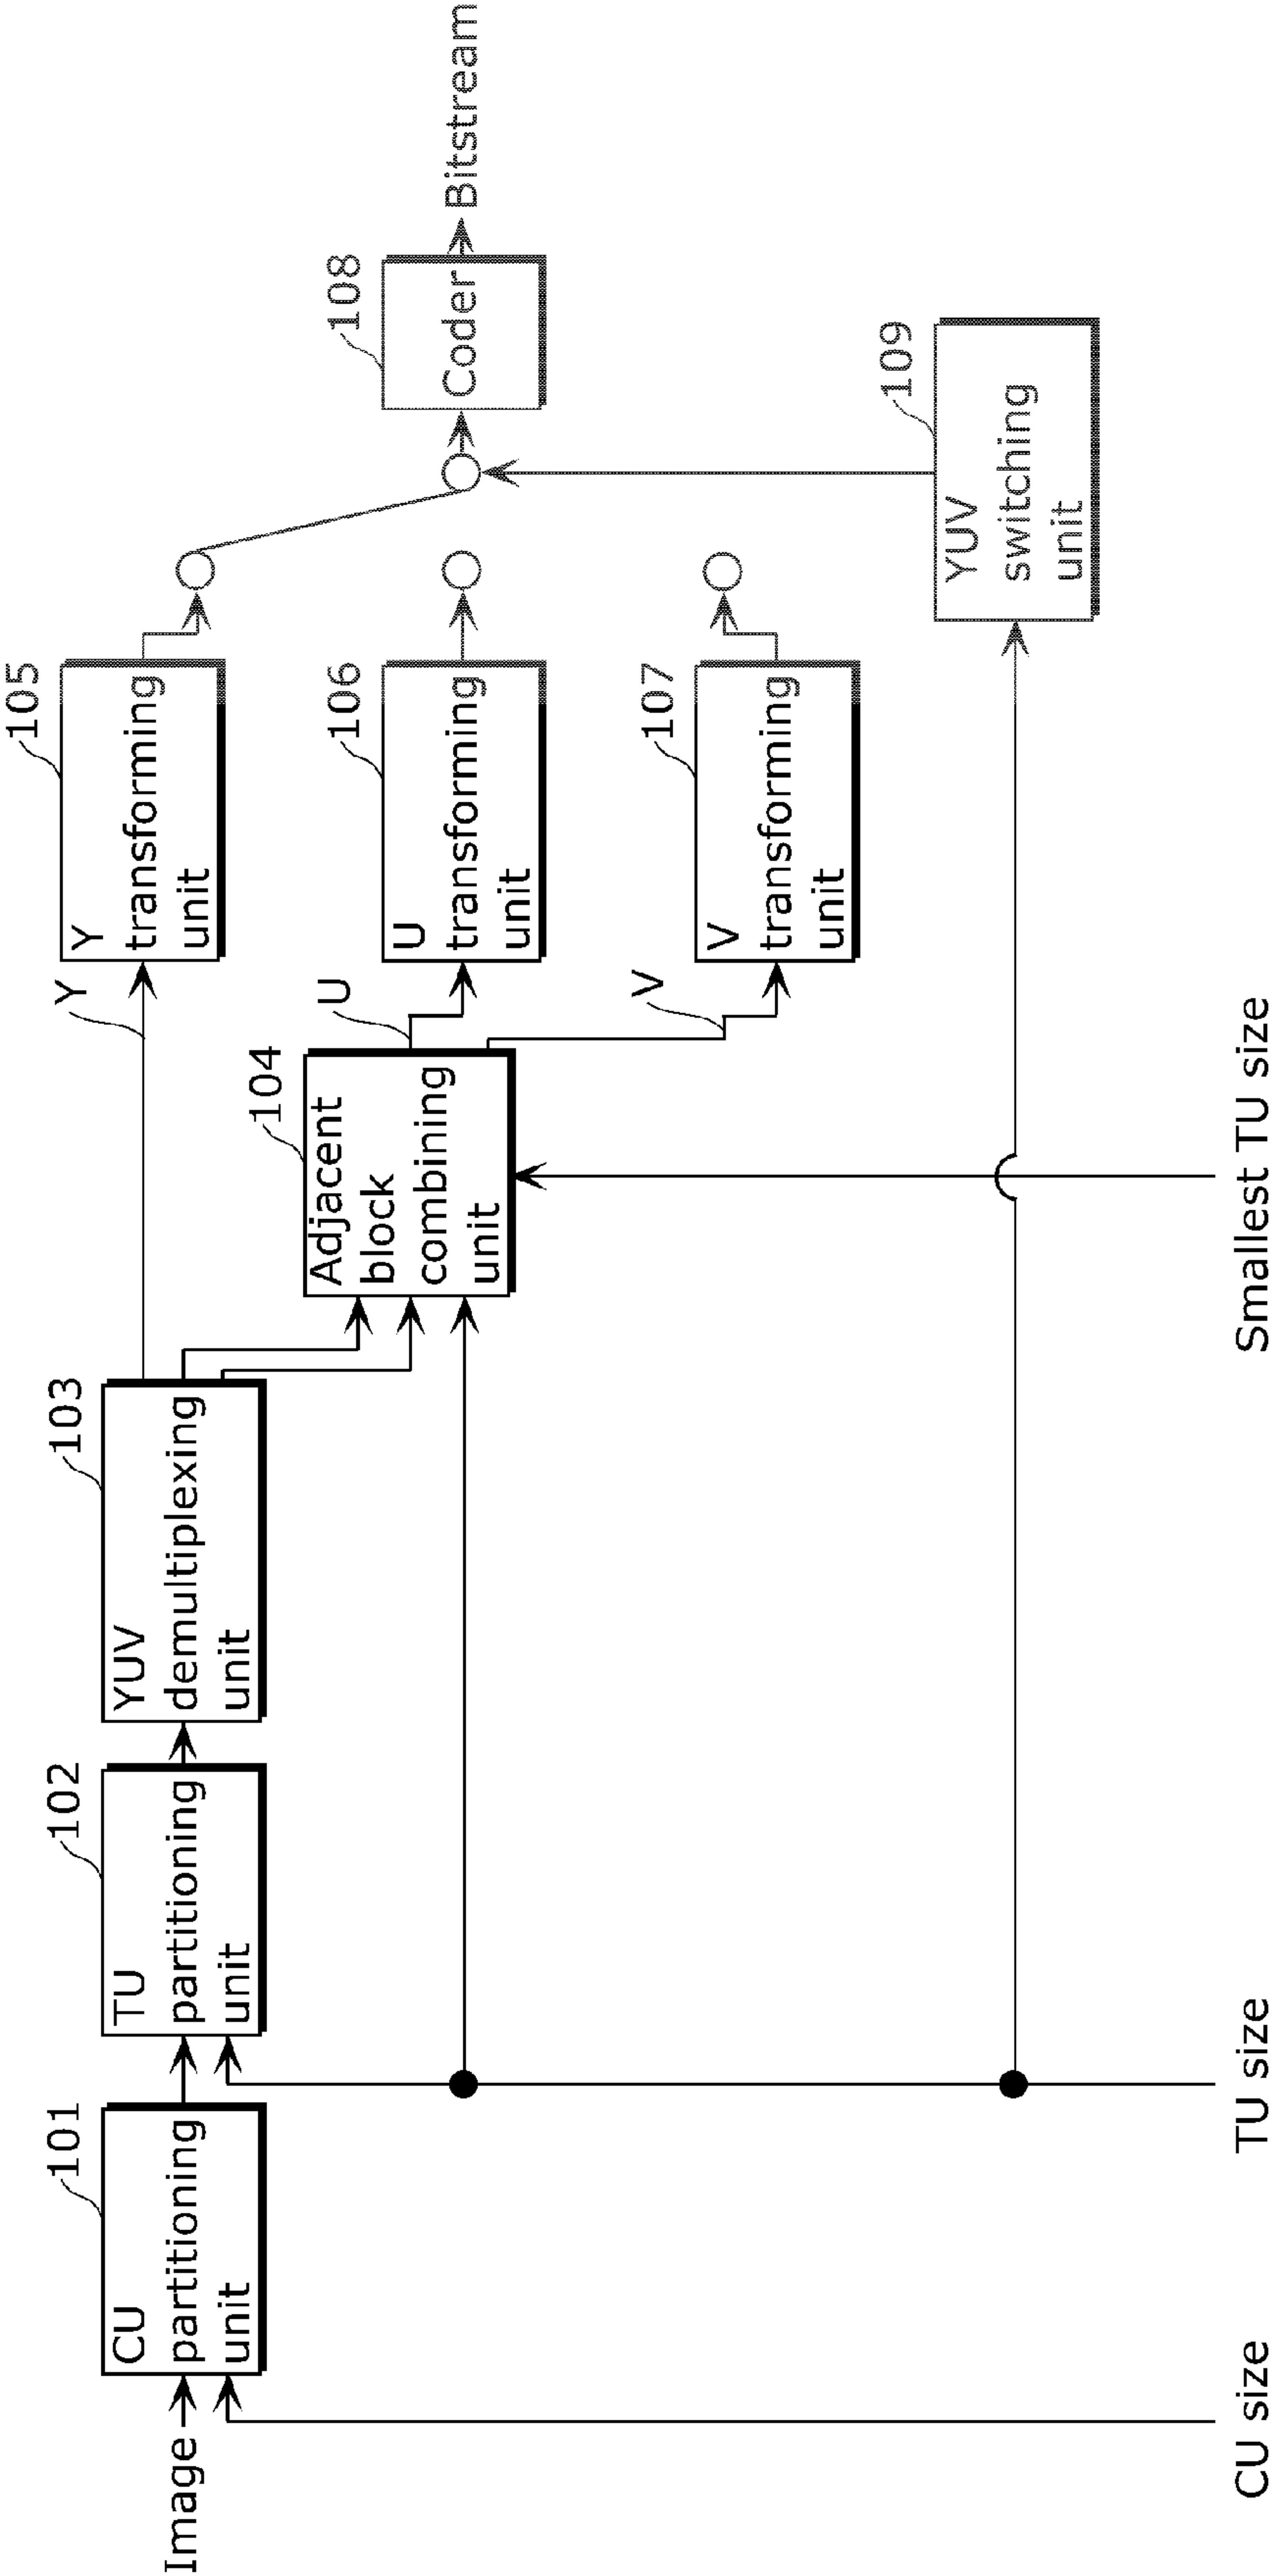 Image
101
CU
partitioning
unit
102
TU
partitioning
unit
103
YUV
demultiplexing
unit
104
Adjacent
block
combining
unit
Y
U
V
105
Y
transforming
unit
106
U
transforming
unit
107
V
transforming
unit
108
Coder
Bitstream
109
YUV
switching
unit
CU size
TU size
Smallest TU size